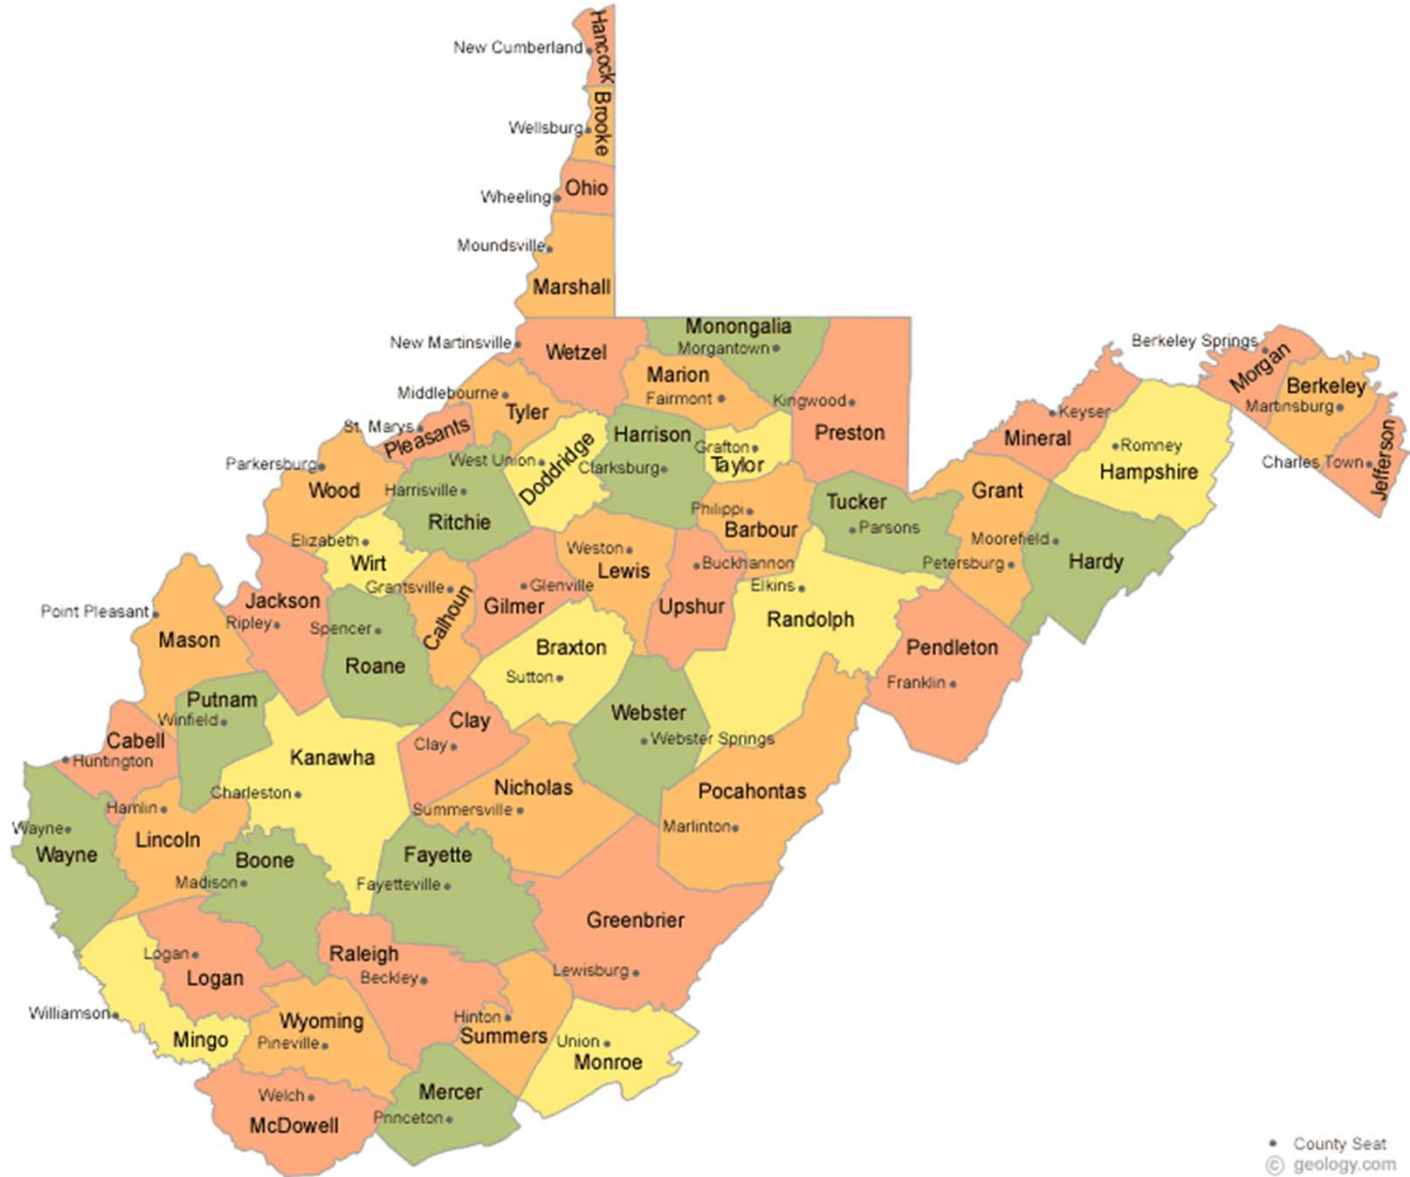 Hancock
New Cumberland
Brooke
Wellsburg
Ohio
Wheeling
Moundsville
Marshall
Monongalia
New Martinsville
Wetzel
Morgantown
Berkeley Springs
Morgan
Marion
Berkeley
Middlebourne
Fairmont
Kingwood
Martinsburg
Tyler
Keyser
St. Marys
Pleasants
Harrison
Preston
Mineral
Romney
Jefferson
Grafton
Parkersburg
West Union
Doddridge
Clarksburg
Taylor
Hampshire
Charles Town
Wood
Harrisville
Grant
Ritchie
Philippi
Barbour
Tucker
Parsons
Elizabeth
Weston
Moorefield
Wirt
Lewis
Buckhannon
Petersburg
Hardy
Grantsville
Glenville
Elkins
Jackson
Calhoun
Gilmer
Upshur
Point Pleasant
Ripley
Spencer
Randolph
Mason
Roane
Braxton
Pendleton
Sutton
Franklin
Putnam
Winfield
Clay
Webster
Cabell
Clay
Webster Springs
Huntington
Kanawha
Nicholas
Pocahontas
Charleston
Hamlin
Summersville
Wayne
Marlinton
Lincoln
Wayne
Boone
Fayette
Madison
Fayetteville
Greenbrier
Logan
Raleigh
Logan
Beckley
Lewisburg
Williamson
Wyoming
Hinton
Mingo
Pineville
Summers
Union
Monroe
Welch
Mercer
McDowell
Princeton
County Seat
© geology.com